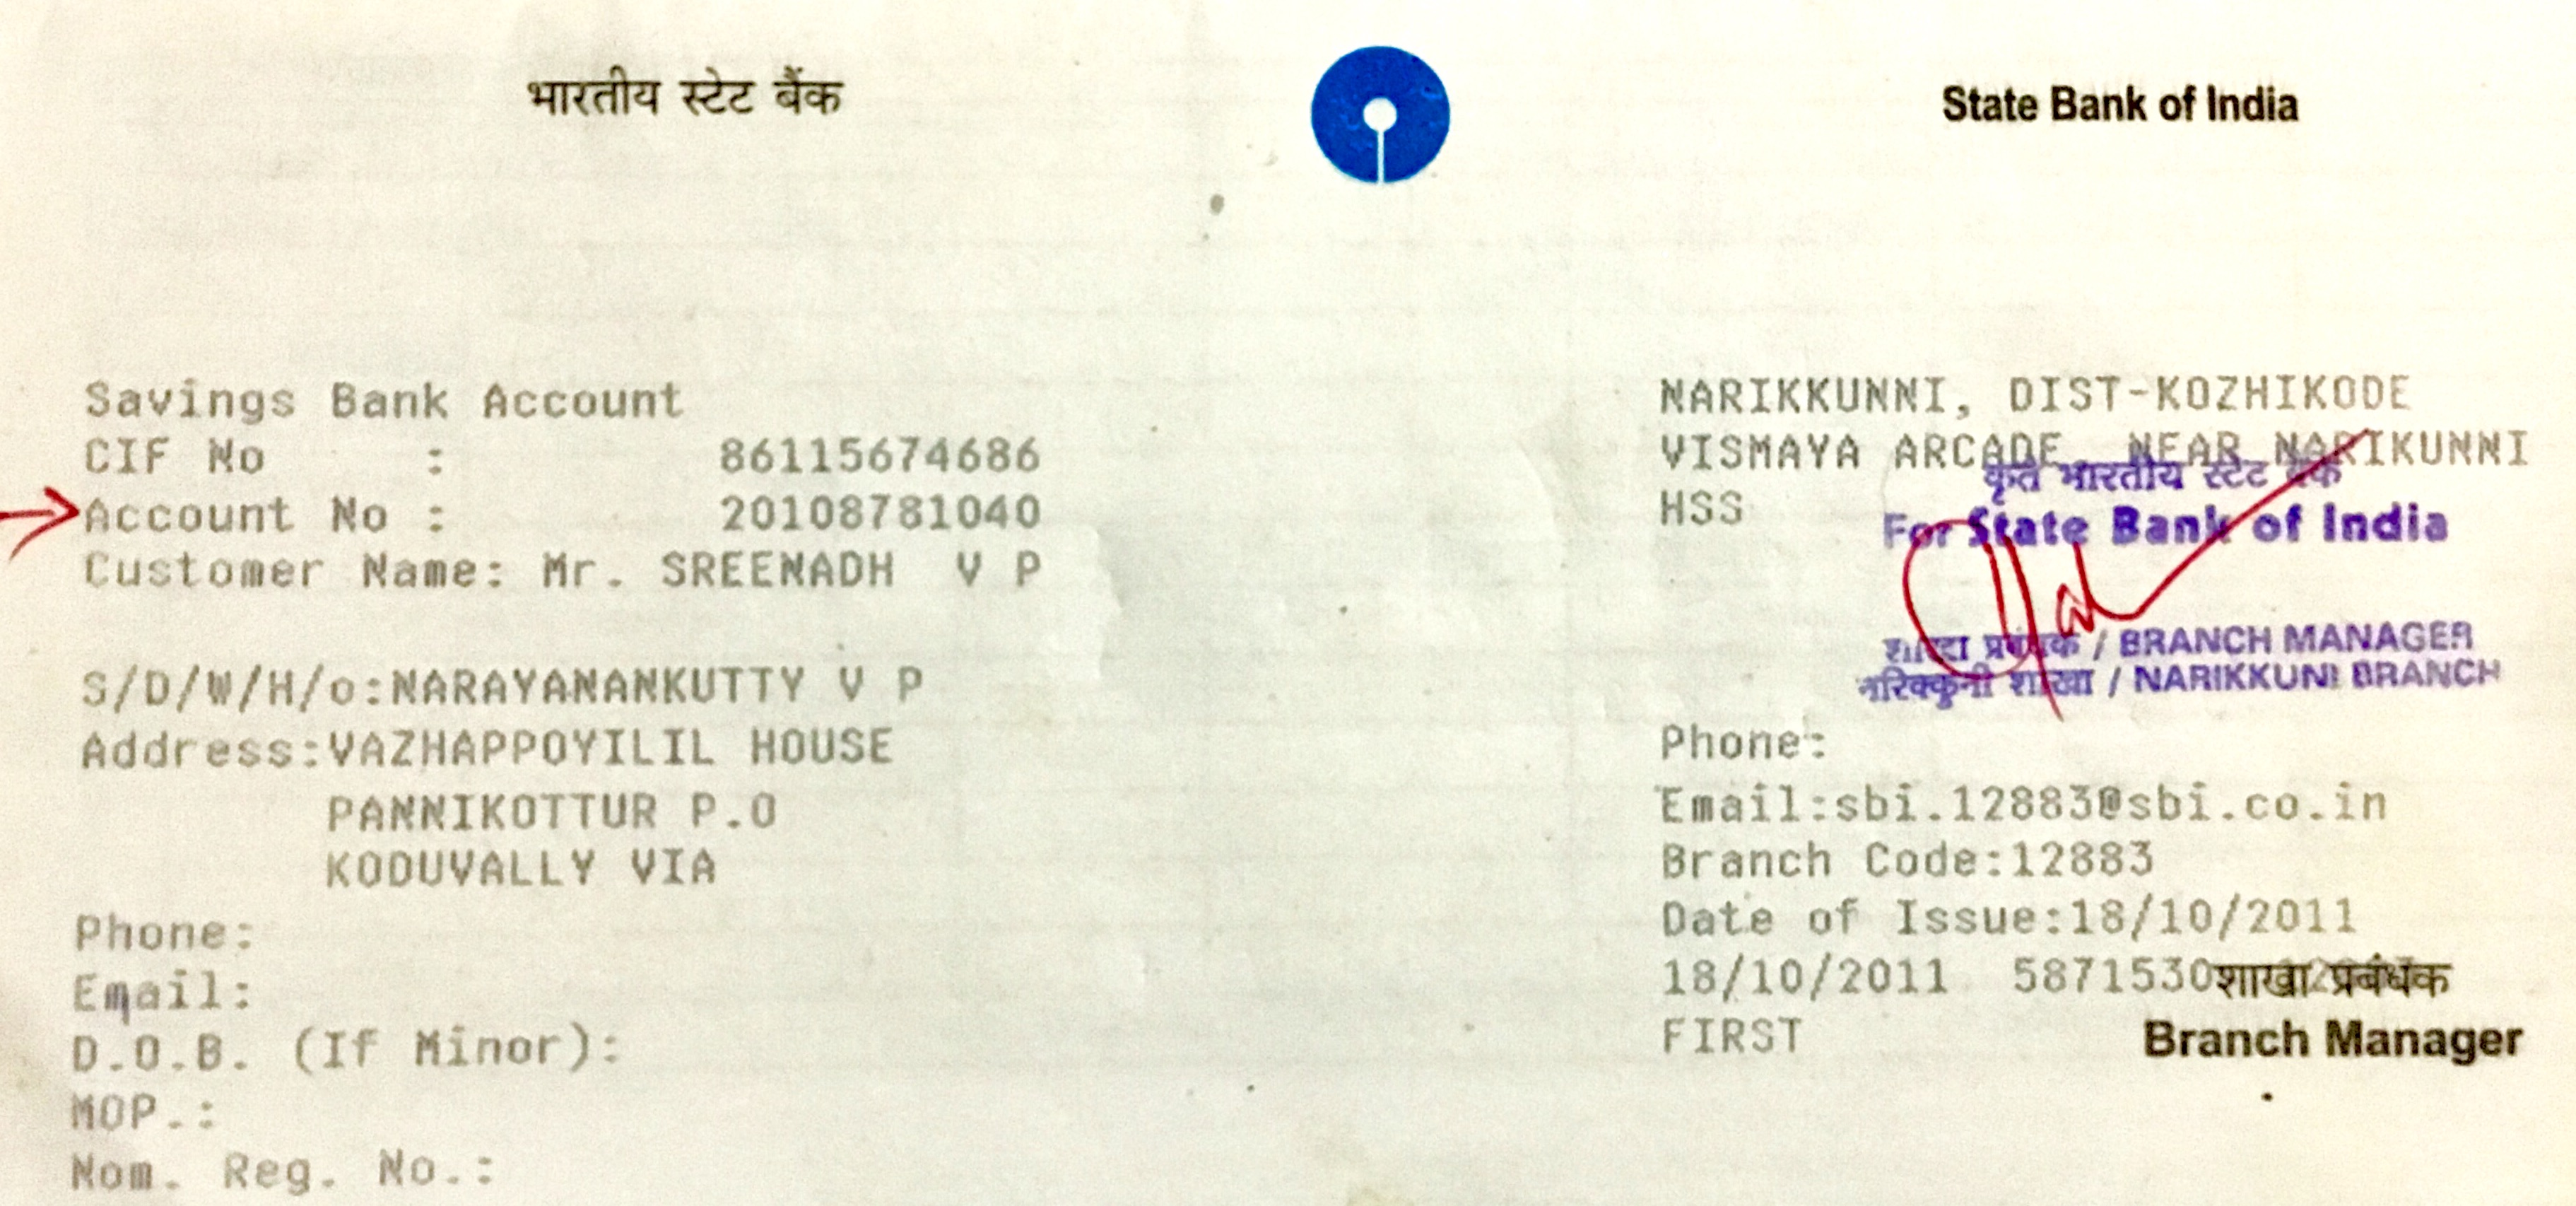 भारतीय स्टेट बैंक
State Bank of India
Savings Bank Account
CIF No : 86115674686
Account No : 20108781040
Customer Name: Mr. SREENADH V P
S/D/W/H/o:NARAYANANKUTTY V P
Address:VAZHAPPOYILIL HOUSE
PANNIKOTTUR P.O
KODUVALLY VIA
Phone:
Email:
D.O.B. (If Minor):
MOP.:
Nom. Reg. No.:
NARIKKUNNI, DIST-KOZHIKODE
VISMAYA ARCADE, NEAR NARIKUNNI
HSS
कृते भारतीय स्टेट बैंक
For State Bank of India
शाखा प्रबंधक / BRANCH MANAGER
नरिक्कुनी शाखा / NARIKKUNI BRANCH
Phone:
Email:sbi.12883@sbi.co.in
Branch Code:12883
Date of Issue:18/10/2011
18/10/2011 5871530
शाखा प्रबंधक
FIRST
Branch Manager